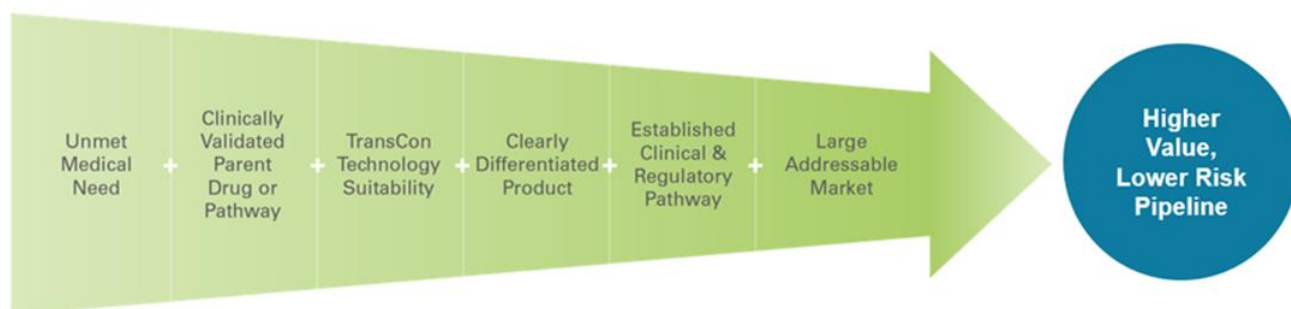 Unmet
Medical
Need
+
Clinically
Validated
Parent
Drug or
Pathway
+
TransCon
Technology
Suitability
+
Clearly
Differentiated
Product
+
Established
Clinical &
Regulatory
Pathway
+
Large
Addressable
Market
Higher
Value,
Lower Risk
Pipeline